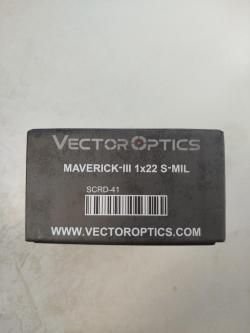 VECTOROPTICS
MAVERICK-III 1x22 S-MIL
SCRD-41
WWW.VECTOROPTICS.COM